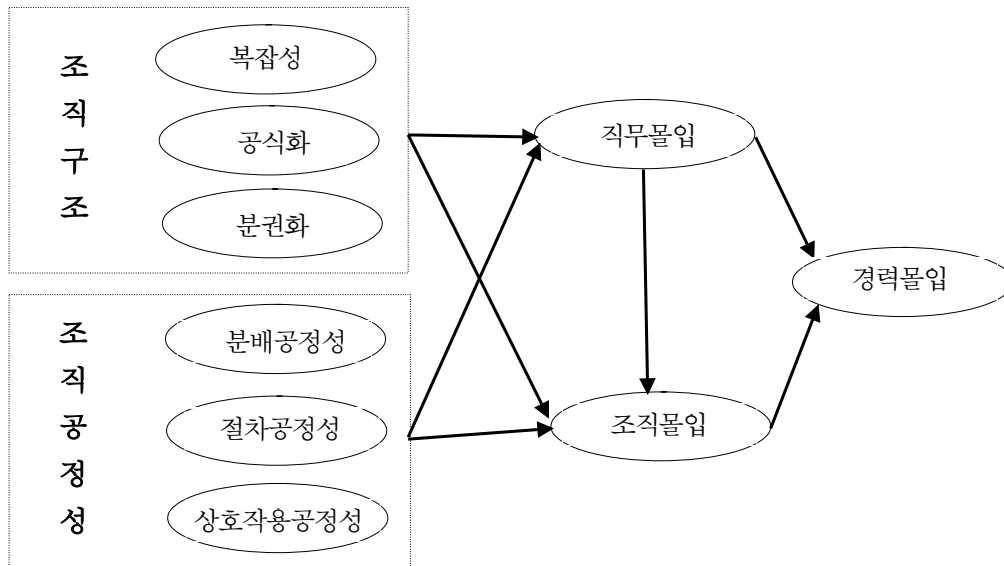 조직구조
복잡성
공식화
분권화
조직공정성
분배공정성
절차공정성
상호작용공정성
직무몰입
조직몰입
경력몰입